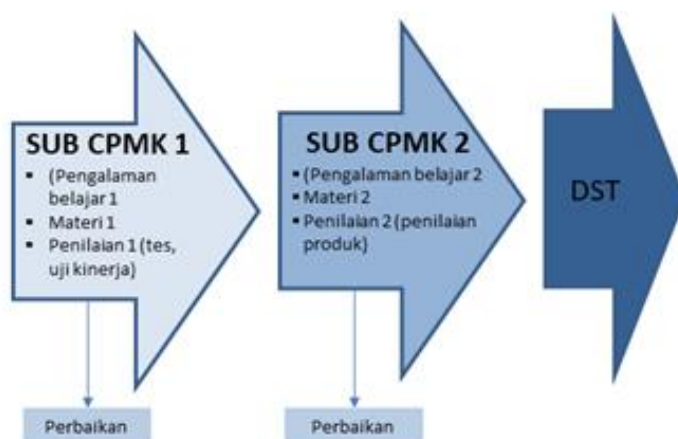 SUB CPMK 1
▪ (Pengalaman
belajar 1
▪ Materi 1
▪ Penilaian 1 (tes,
uji kinerja)
Perbaikan
SUB CPMK 2
▪ (Pengalaman belajar 2
▪ Materi 2
▪ Penilaian 2 (penilaian
produk)
Perbaikan
DST